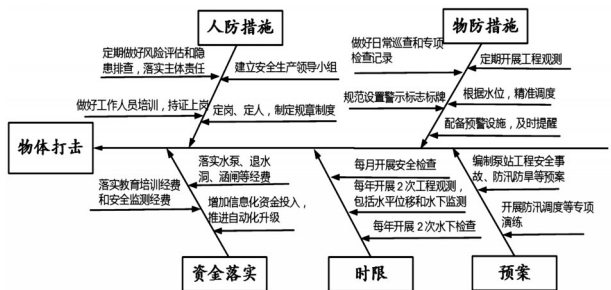 人防措施
物防措施
定期做好风险评估和隐
患排查，落实主体责任
建立安全生产领导小组
做好工作人员培训，持证上岗
定岗、定人，制定规章制度
做好日常巡查和专项
检查记录
定期开展工程观测
规范设置警示标志标牌
根据水位，精准调度
配备预警设施，及时提醒
物体打击
落实水泵、退水
洞、涵闸等经费
落实教育培训经费
和安全监测经费
增加信息化资金投入，
推进自动化升级
每月开展安全检查
每年开展2次工程观测，
包括水平位移和水下监测
每年开展2次水下检查
编制泵站工程安全事
故、防汛防旱等预案
开展防汛调度等专项
演练
资金落实
时限
预案